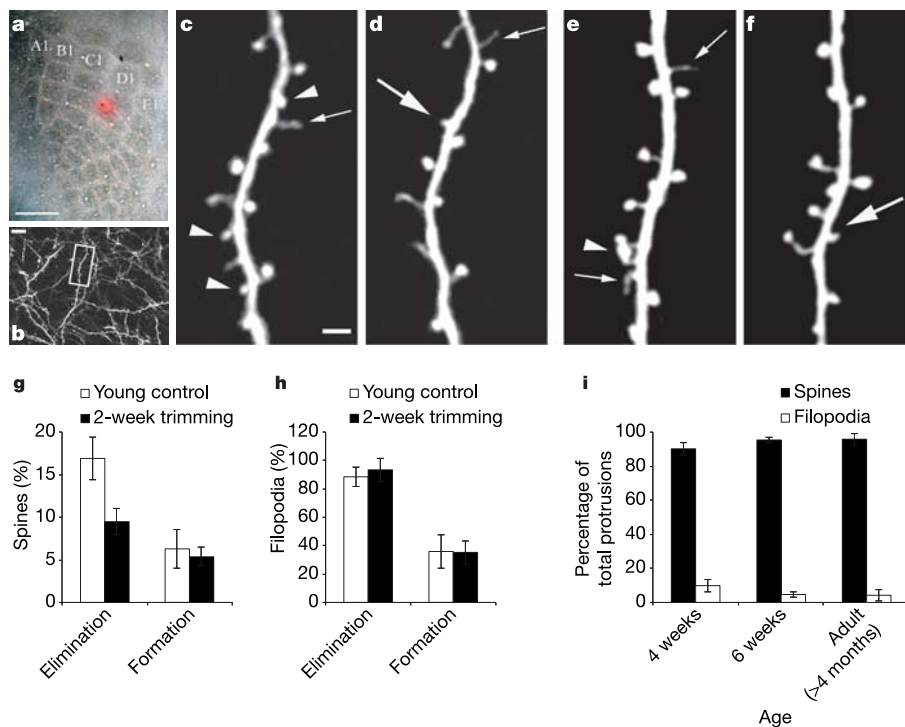 a
A1
B1
C1
D1
E1
b
c
d
e
f
g
Young control
2-week trimming
Spines (%)
20
15
10
5
0
Elimination
Formation
h
Young control
2-week trimming
Filopodia (%)
120
100
80
60
40
20
0
Elimination
Formation
i
Spines
Filopodia
Percentage of
total protrusions
100
80
60
40
20
0
4 weeks
6 weeks
Adult
(>4 months)
Age